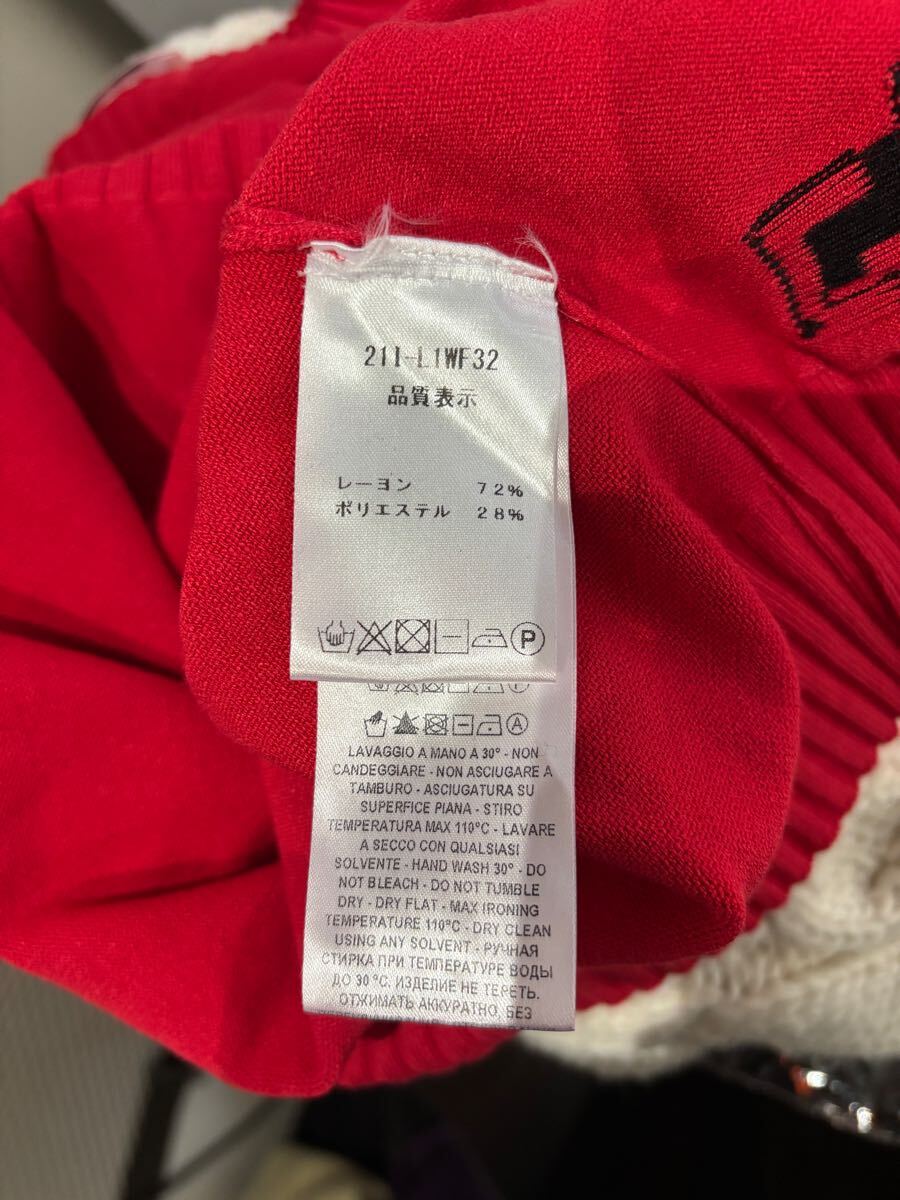 21I-L1WF32
品質表示
レーヨン 72%
ポリエステル 28%
P
A
LAVAGGIO A MANO A 30° - NON
CANDEGGIARE - NON ASCIUGARE A
TAMBURO - ASCIUGATURA SU
SUPERFICE PIANA - STIRO
TEMPERATURA MAX 110°C - LAVARE
A SECCO CON QUALSIASI
SOLVENTE - HAND WASH 30° - DO
NOT BLEACH - DO NOT TUMBLE
DRY - DRY FLAT - MAX IRONING
TEMPERATURE 110°C - DRY CLEAN
USING ANY SOLVENT - РУЧНАЯ
СТИРКА ПРИ ТЕМПЕРАТУРЕ ВОДЫ
ДО 30 °C. ИЗДЕЛИЕ НЕ ТЕРЕТЬ.
ОТЖИМАТЬ АККУРАТНО, БЕЗ